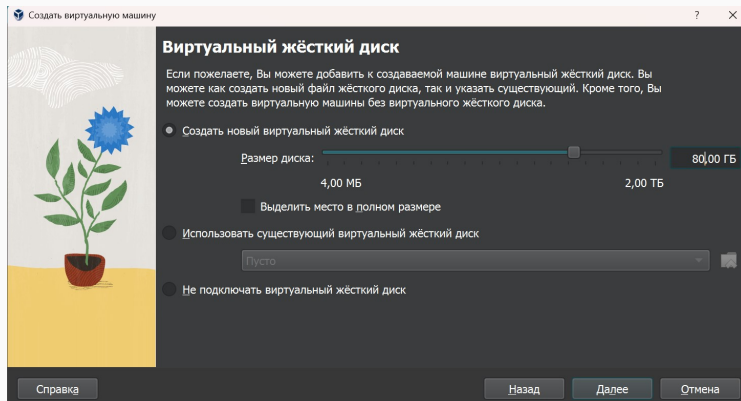 Создать виртуальную машину
Виртуальный жёсткий диск
Если пожелаете, Вы можете добавить к создаваемой машине виртуальный жёсткий диск. Вы
можете как создать новый файл жёсткого диска, так и указать существующий. Кроме того, Вы
можете создать виртуальную машины без виртуального жёсткого диска.
Создать новый виртуальный жёсткий диск
Размер диска: 80,00 ГБ
4,00 МБ 2,00 ТБ
Выделить место в полном размере
Использовать существующий виртуальный жёсткий диск
Пусто
Не подключать виртуальный жёсткий диск
Справка Назад Далее Отмена